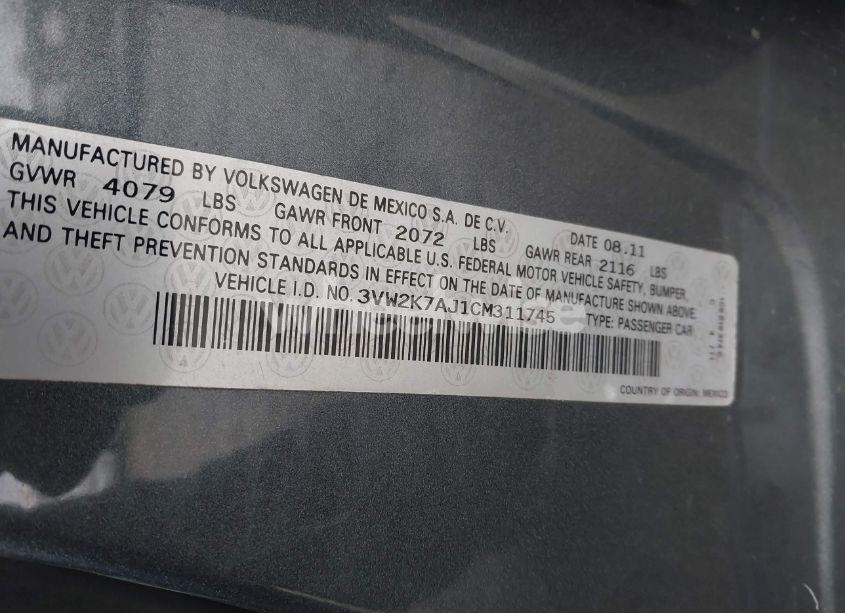 MANUFACTURED BY VOLKSWAGEN DE MEXICO S.A. DE C.V. DATE 08.11
GVWR 4079 LBS GAWR FRONT 2072 LBS GAWR REAR 2116 LBS
THIS VEHICLE CONFORMS TO ALL APPLICABLE U.S. FEDERAL MOTOR VEHICLE SAFETY, BUMPER,
AND THEFT PREVENTION STANDARDS IN EFFECT ON THE DATE OF MANUFACTURE SHOWN ABOVE.
VEHICLE I.D. NO. 3VW2K7AJ1CM311745 TYPE: PASSENGER CAR
COUNTRY OF ORIGIN: MEXICO